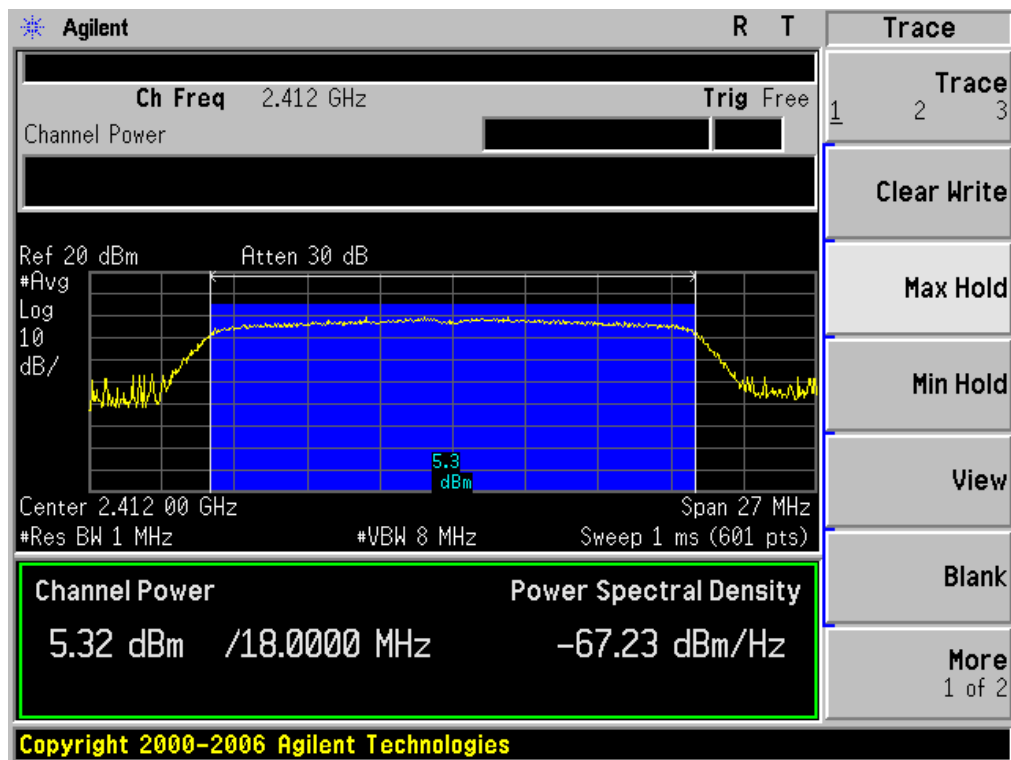 Agilent R T
Ch Freq 2.412 GHz Trig Free
Channel Power
Ref 20 dBm Atten 30 dB
#Avg
Log
10
dB/
5.3
dBm
Center 2.412 00 GHz Span 27 MHz
#Res BW 1 MHz #VBW 8 MHz Sweep 1 ms (601 pts)
Channel Power Power Spectral Density
5.32 dBm /18.0000 MHz -67.23 dBm/Hz
Copyright 2000-2006 Agilent Technologies
Trace
Trace
1 2 3
Clear Write
Max Hold
Min Hold
View
Blank
More
1 of 2